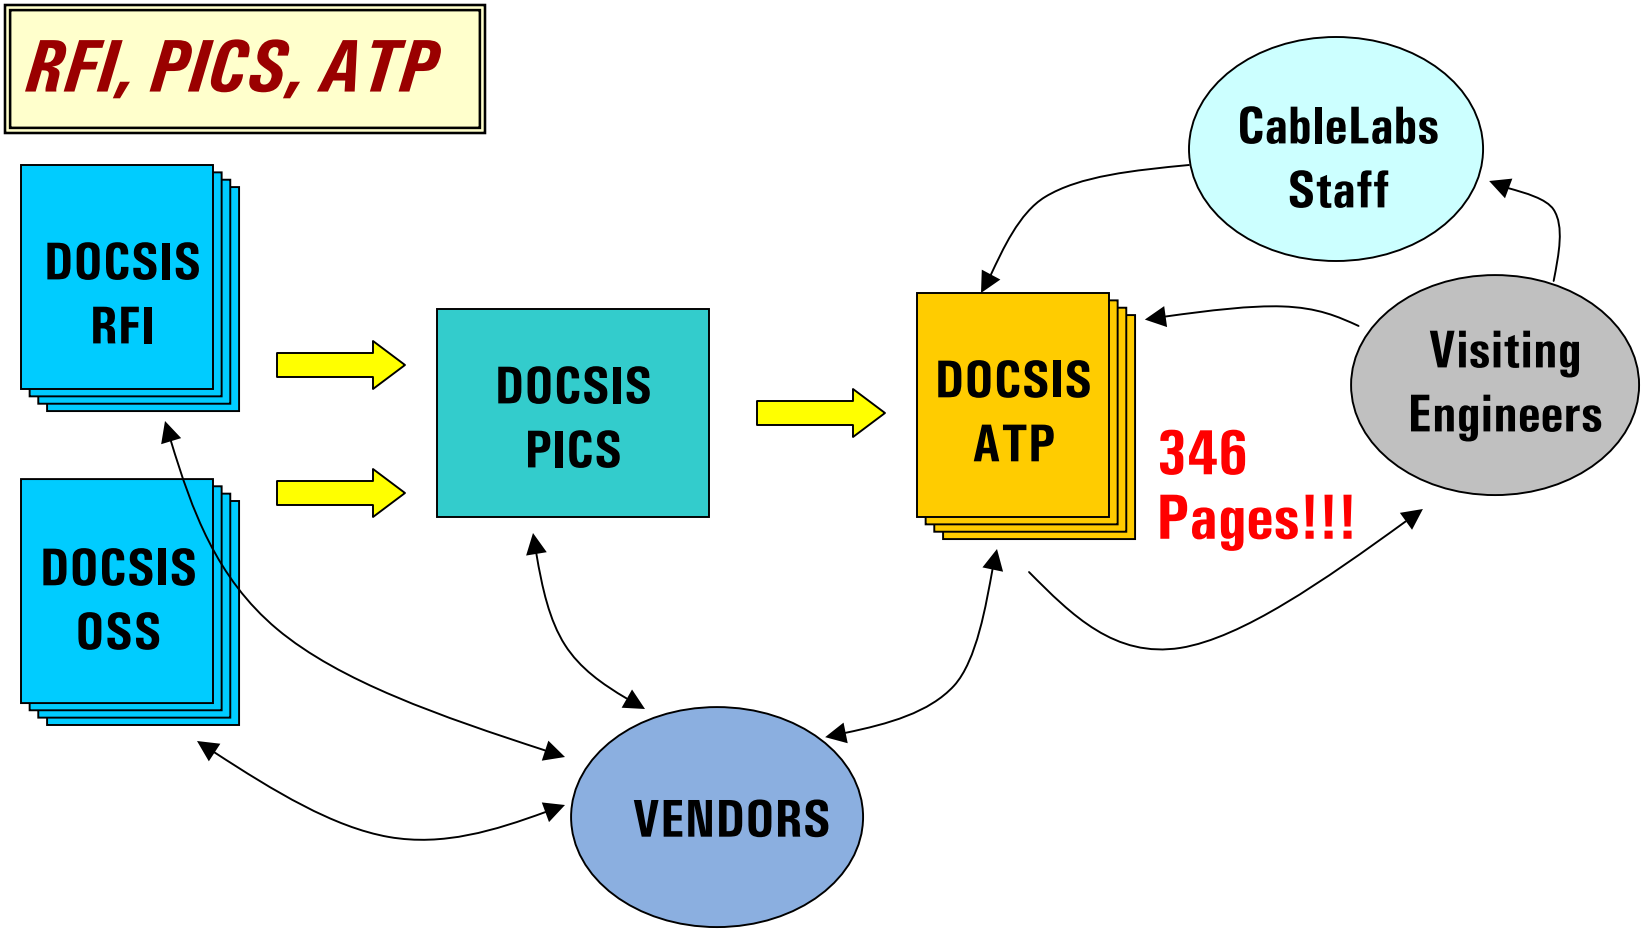 RFI, PICS, ATP
CableLabs
Staff
DOCSIS
RFI
Visiting
Engineers
DOCSIS
PICS
DOCSIS
ATP
346
Pages!!!
DOCSIS
OSS
VENDORS